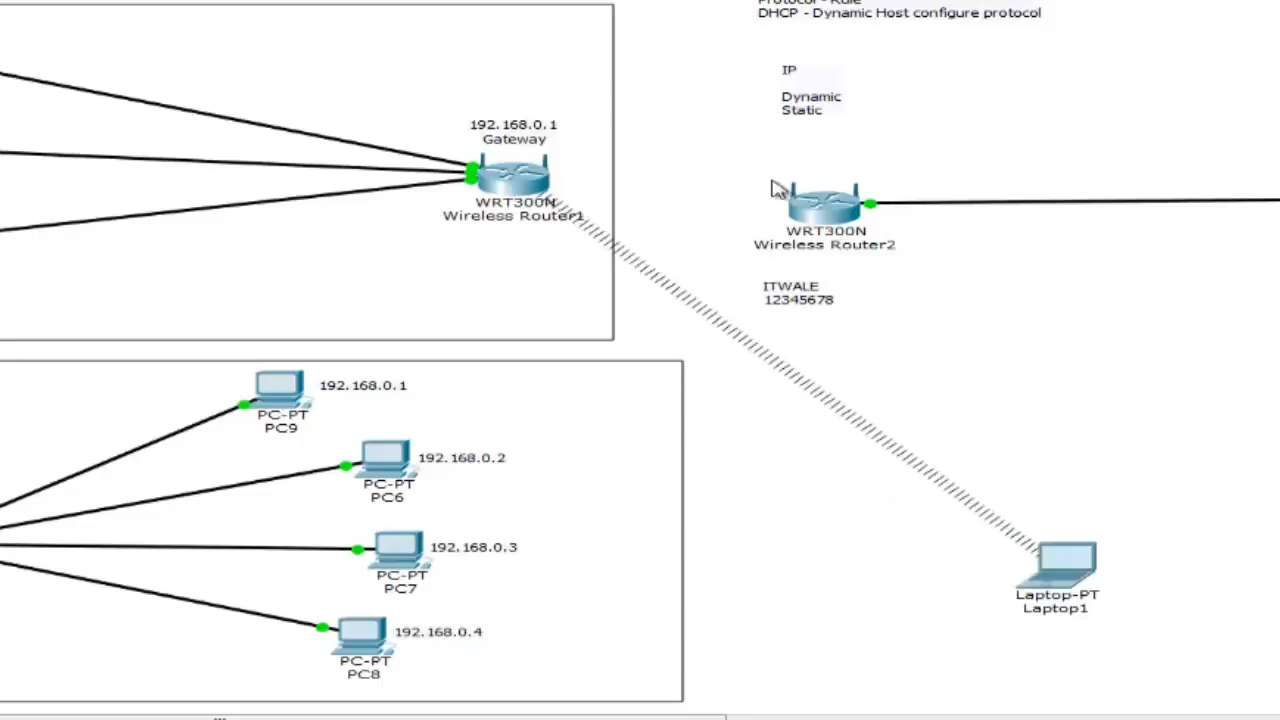 Protocol - Rule
DHCP - Dynamic Host configure protocol
IP
Dynamic
Static
192.168.0.1
Gateway
WRT300N
Wireless Router1
WRT300N
Wireless Router2
ITWALE
12345678
192.168.0.1
PC-PT
PC9
192.168.0.2
PC-PT
PC6
192.168.0.3
PC-PT
PC7
192.168.0.4
PC-PT
PC8
Laptop-PT
Laptop1